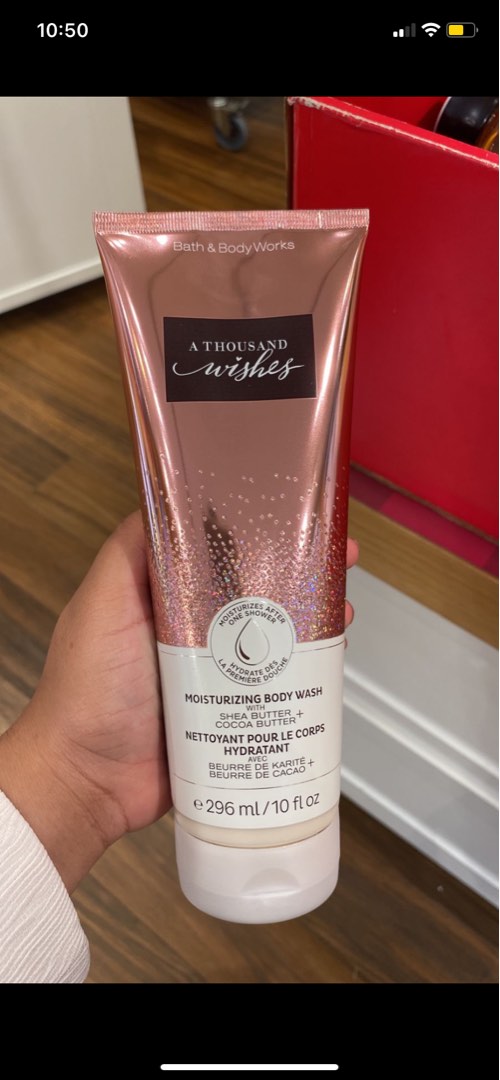 10:50
Bath & Body Works
A THOUSAND
wishes
MOISTURIZES AFTER
ONE SHOWER
HYDRATE DÈS
LA PREMIÈRE DOUCHE
MOISTURIZING BODY WASH
WITH
SHEA BUTTER +
COCOA BUTTER
NETTOYANT POUR LE CORPS
HYDRATANT
AVEC
BEURRE DE KARITÉ +
BEURRE DE CACAO
e 296 ml/10 fl oz